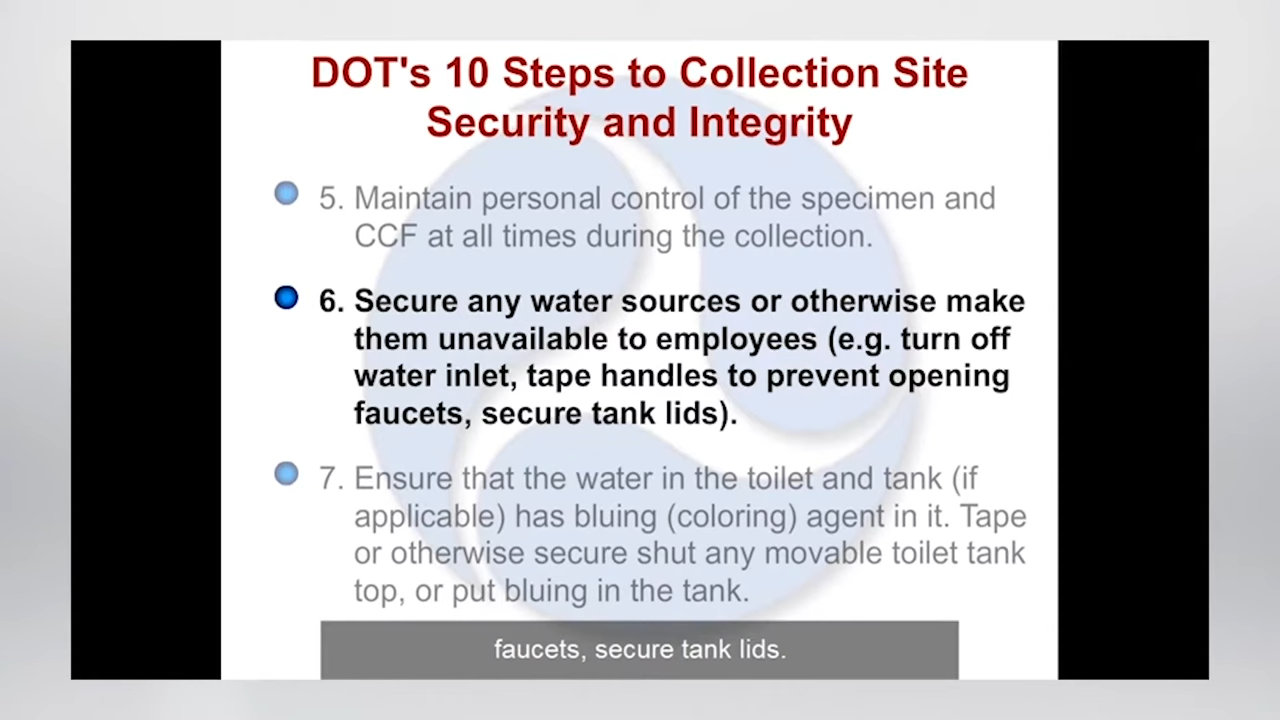 DOT's 10 Steps to Collection Site
Security and Integrity
5. Maintain personal control of the specimen and
CCF at all times during the collection.
6. Secure any water sources or otherwise make
them unavailable to employees (e.g. turn off
water inlet, tape handles to prevent opening
faucets, secure tank lids).
7. Ensure that the water in the toilet and tank (if
applicable) has bluing (coloring) agent in it. Tape
or otherwise secure shut any movable toilet tank
top, or put bluing in the tank.
faucets, secure tank lids.